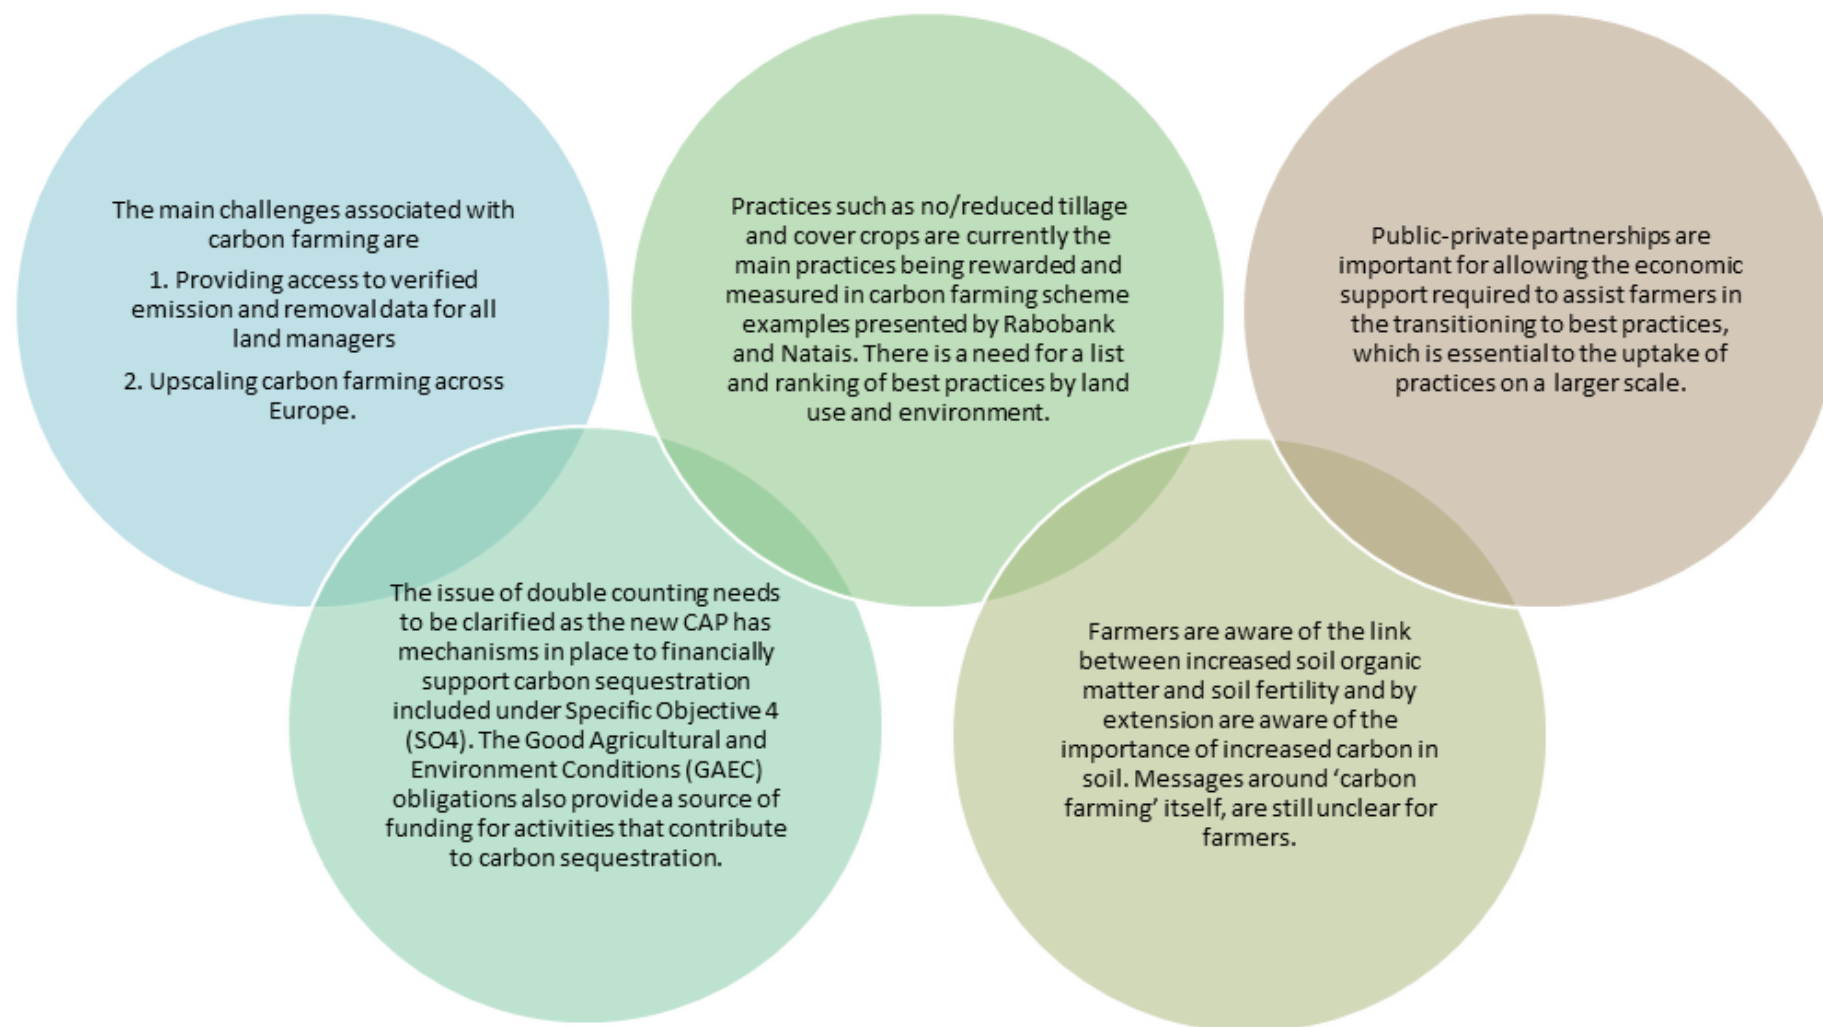 The main challenges associated with
carbon farming are
1. Providing access to verified
emission and removal data for all
land managers
2. Upscaling carbon farming across
Europe.
The issue of double counting needs
to be clarified as the new CAP has
mechanisms in place to financially
support carbon sequestration
included under Specific Objective 4
(SO4). The Good Agricultural and
Environment Conditions (GAEC)
obligations also provide a source of
funding for activities that contribute
to carbon sequestration.
Practices such as no/reduced tillage
and cover crops are currently the
main practices being rewarded and
measured in carbon farming scheme
examples presented by Rabobank
and Natais. There is a need for a list
and ranking of best practices by land
use and environment.
Farmers are aware of the link
between increased soil organic
matter and soil fertility and by
extension are aware of the
importance of increased carbon in
soil. Messages around ‘carbon
farming’ itself, are still unclear for
farmers.
Public-private partnerships are
important for allowing the economic
support required to assist farmers in
the transitioning to best practices,
which is essential to the uptake of
practices on a larger scale.